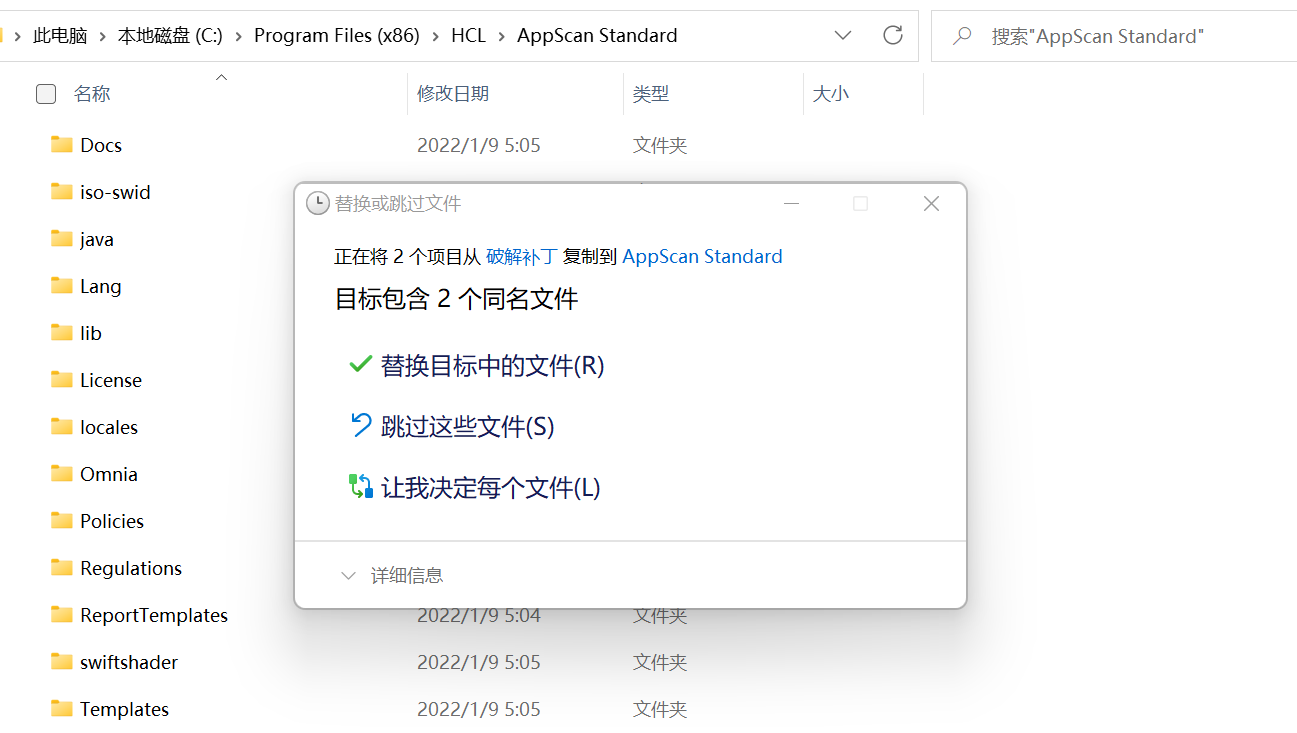 此电脑 › 本地磁盘 (C:) › Program Files (x86) › HCL › AppScan Standard
搜索"AppScan Standard"
名称 修改日期 类型 大小
Docs 2022/1/9 5:05 文件夹
iso-swid
java
Lang
lib
License
locales
Omnia
Policies
Regulations
ReportTemplates 2022/1/9 5:04 文件夹
swiftshader 2022/1/9 5:05 文件夹
Templates 2022/1/9 5:05 文件夹
替换或跳过文件
正在将 2 个项目从 破解补丁 复制到 AppScan Standard
目标包含 2 个同名文件
替换目标中的文件(R)
跳过这些文件(S)
让我决定每个文件(L)
详细信息